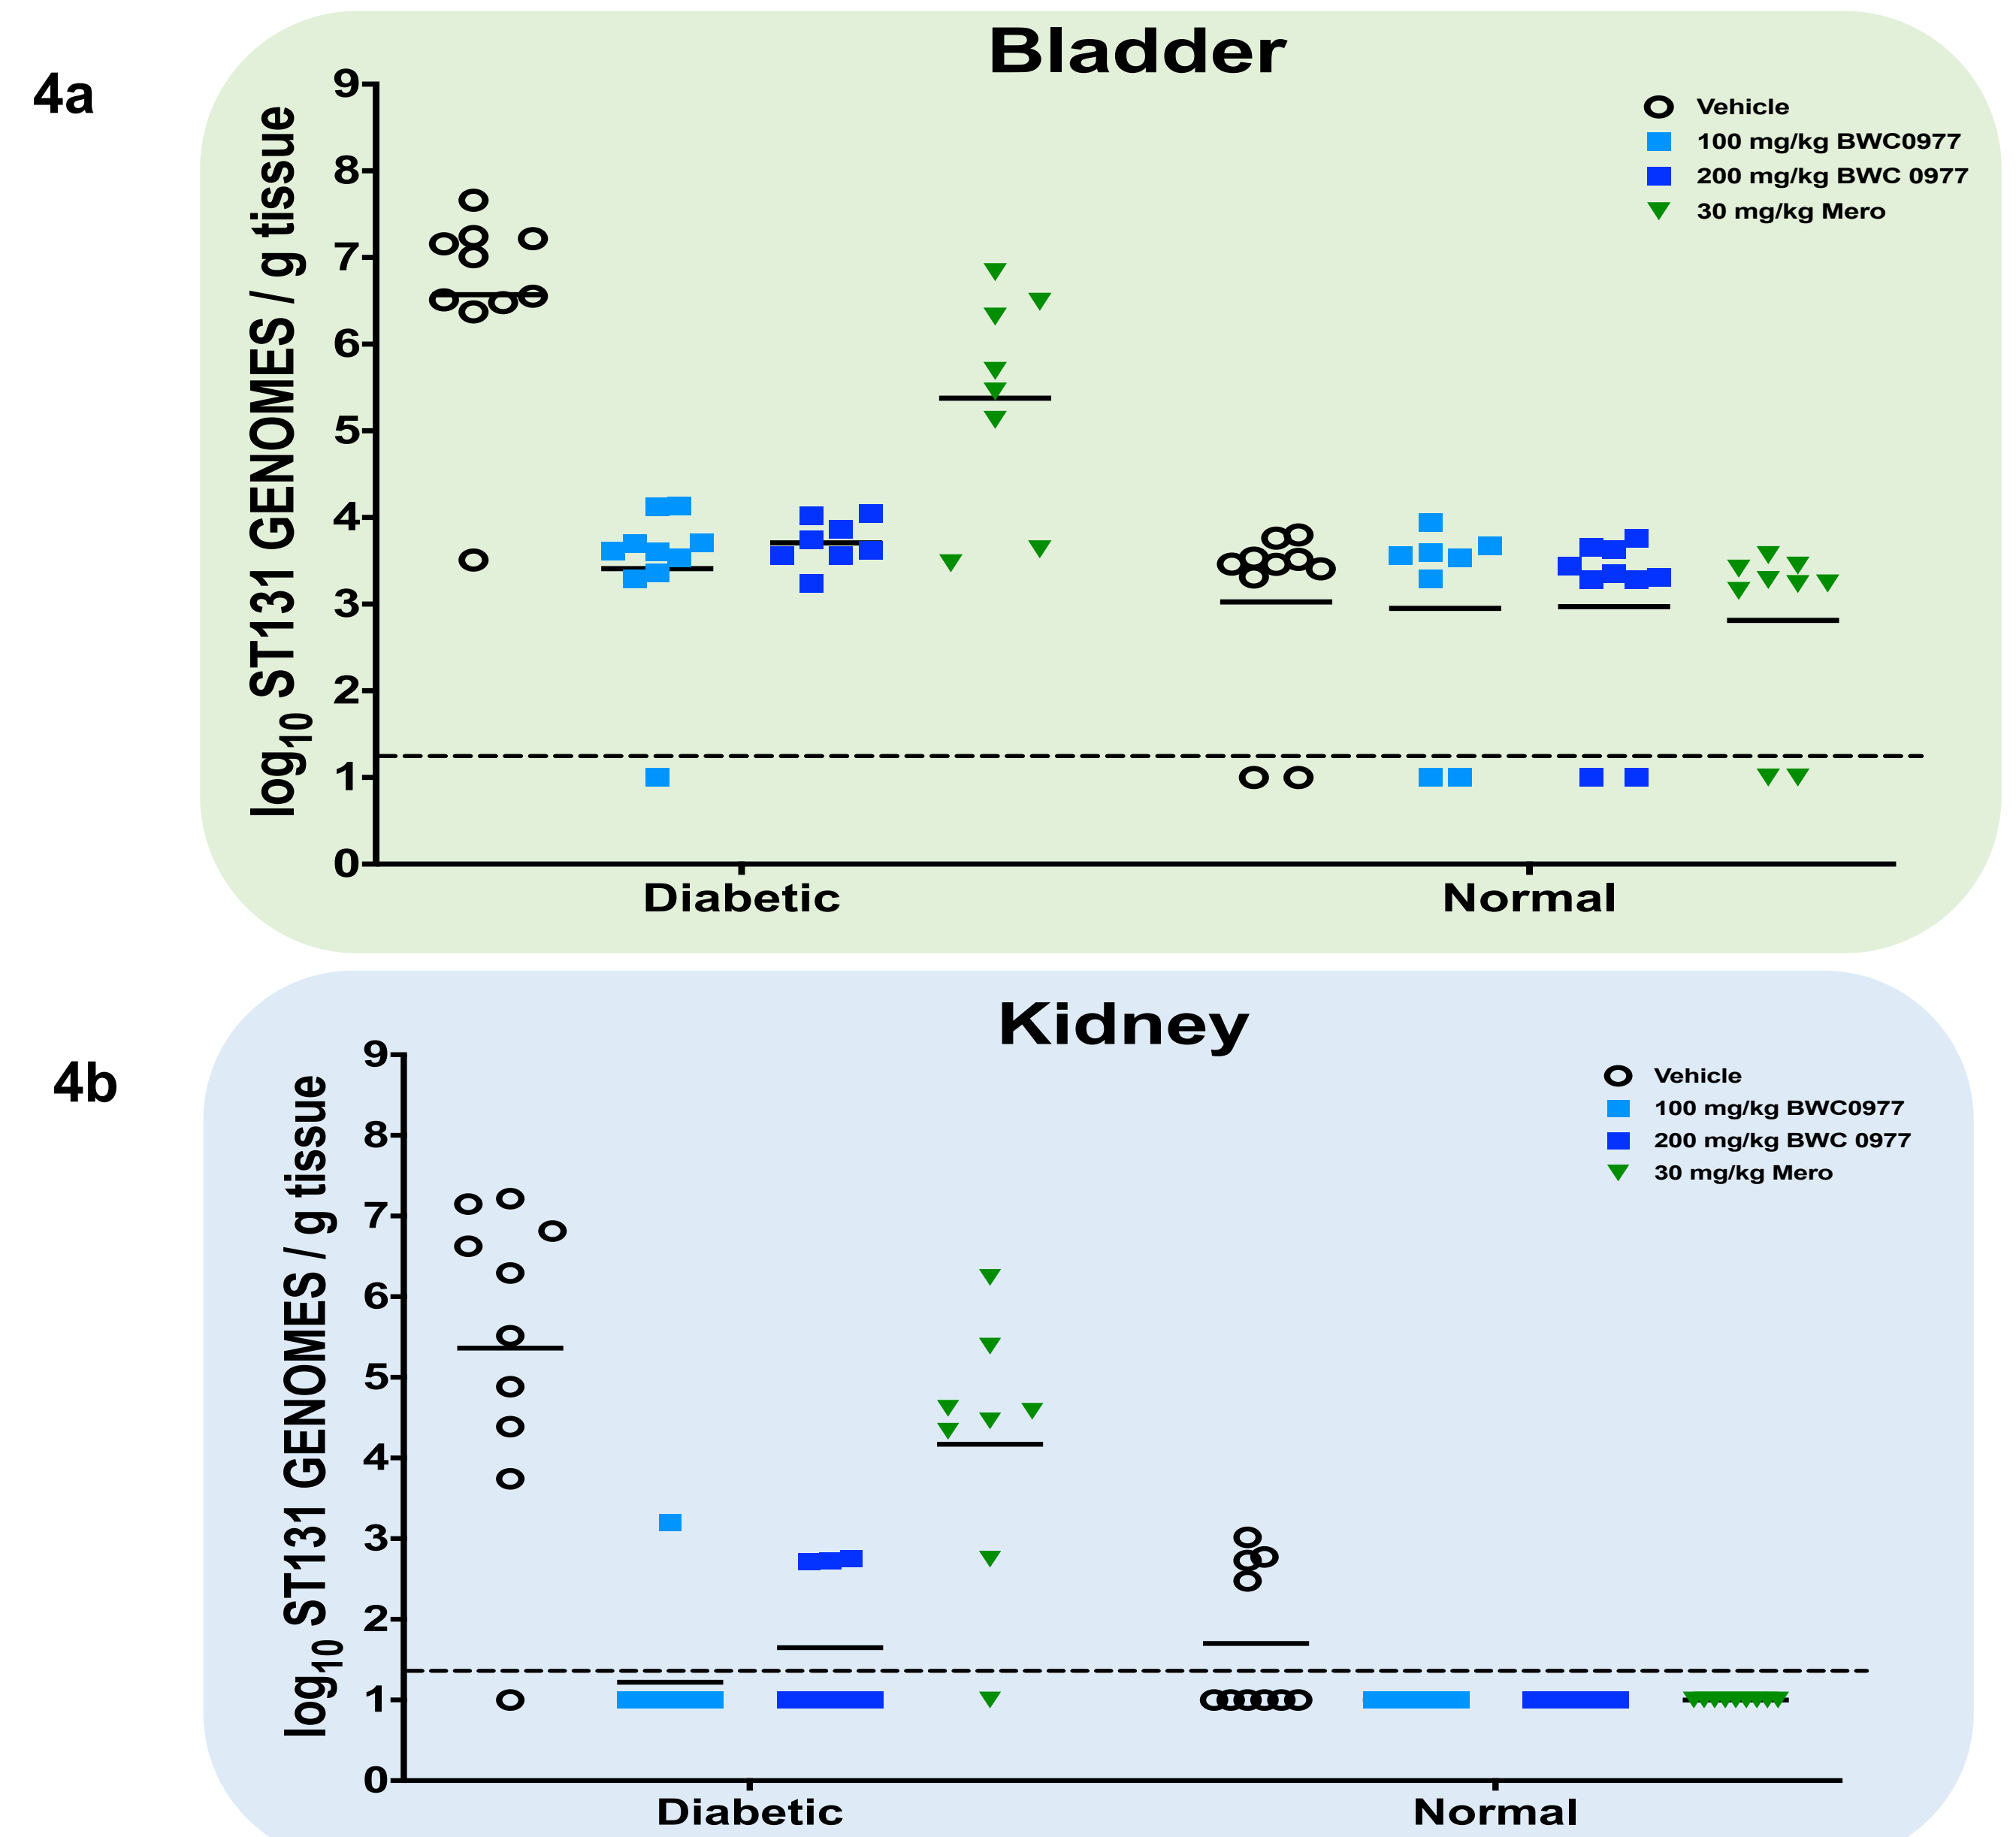 4a
Bladder
log10 ST131 GENOMES / g tissue
9
8
7
6
5
4
3
2
1
0
Vehicle
100 mg/kg BWC0977
200 mg/kg BWC 0977
30 mg/kg Mero
Diabetic
Normal
4b
Kidney
log10 ST131 GENOMES / g tissue
9
8
7
6
5
4
3
2
1
0
Vehicle
100 mg/kg BWC0977
200 mg/kg BWC 0977
30 mg/kg Mero
Diabetic
Normal